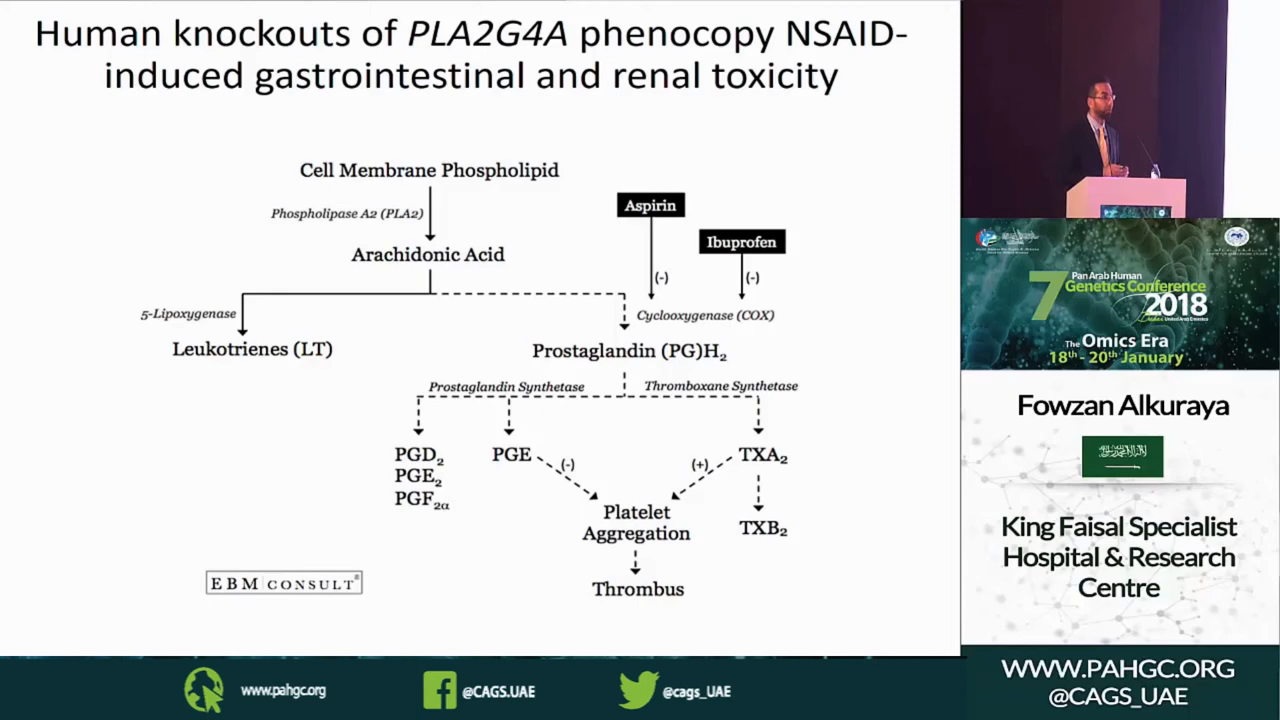 Human knockouts of PLA2G4A phenocopy NSAID-
induced gastrointestinal and renal toxicity
Cell Membrane Phospholipid
Phospholipase A2 (PLA2)
Aspirin
Ibuprofen
Arachidonic Acid
(-)
(-)
5-Lipoxygenase
Cyclooxygenase (COX)
Leukotrienes (LT)
Prostaglandin (PG)H₂
Prostaglandin Synthetase
Thromboxane Synthetase
PGD₂
PGE₂
PGF₂α
PGE
(-)
(+)
TXA₂
Platelet
Aggregation
TXB₂
Thrombus
EBM CONSULT®
7
Pan Arab Human
Genetics Conference
2018
Dubai United Arab Emirates
The Omics Era
18th - 20th January
Fowzan Alkuraya
King Faisal Specialist
Hospital & Research
Centre
www.pahgc.org
@CAGS.UAE
@cags_UAE
WWW.PAHGC.ORG
@CAGS_UAE